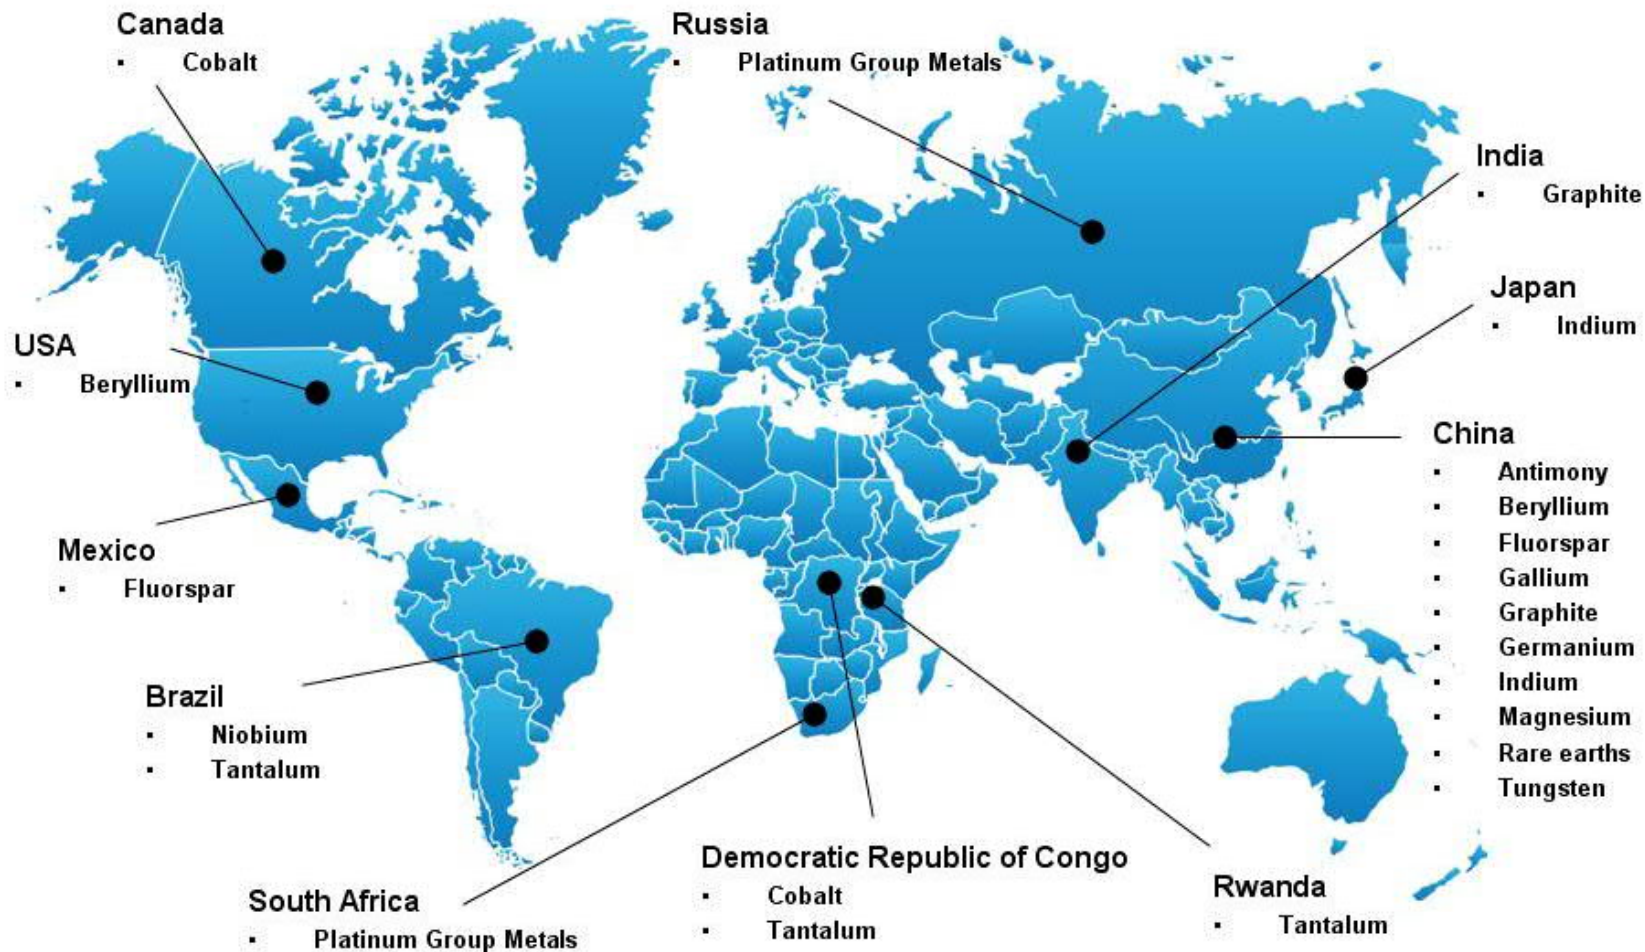 Canada
▪ Cobalt
Russia
▪ Platinum Group Metals
India
▪ Graphite
Japan
▪ Indium
USA
▪ Beryllium
China
▪ Antimony
▪ Beryllium
▪ Fluorspar
▪ Gallium
▪ Graphite
▪ Germanium
▪ Indium
▪ Magnesium
▪ Rare earths
▪ Tungsten
Mexico
▪ Fluorspar
Brazil
▪ Niobium
▪ Tantalum
Democratic Republic of Congo
▪ Cobalt
▪ Tantalum
Rwanda
▪ Tantalum
South Africa
▪ Platinum Group Metals